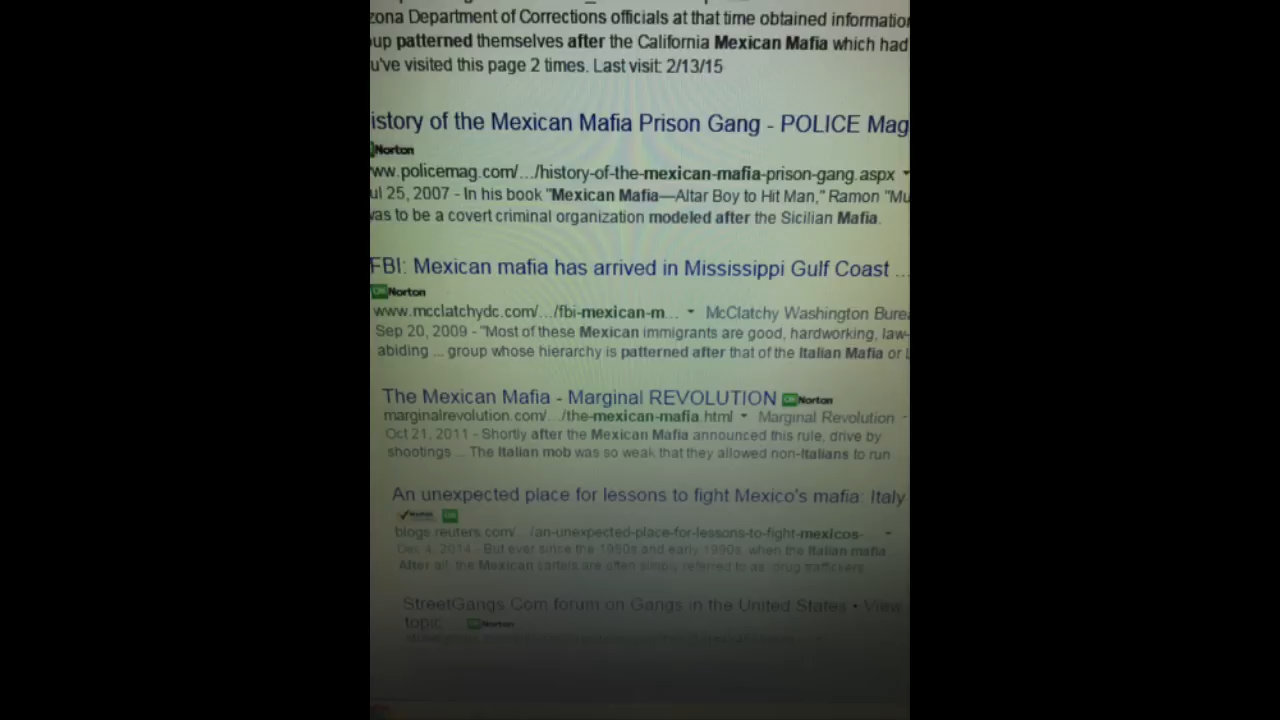 zona Department of Corrections officials at that time obtained informatio
up patterned themselves after the California Mexican Mafia which had
u've visited this page 2 times. Last visit: 2/13/15
istory of the Mexican Mafia Prison Gang - POLICE Mag
Norton
ww.policemag.com/.../history-of-the-mexican-mafia-prison-gang.aspx
ul 25, 2007 - In his book "Mexican Mafia—Altar Boy to Hit Man," Ramon "Mu
vas to be a covert criminal organization modeled after the Sicilian Mafia.
FBI: Mexican mafia has arrived in Mississippi Gulf Coast ...
OK Norton
www.mcclatchydc.com/.../fbi-mexican-m... McClatchy Washington Burea
Sep 20, 2009 - "Most of these Mexican immigrants are good, hardworking, law-
abiding ... group whose hierarchy is patterned after that of the Italian Mafia or L
The Mexican Mafia - Marginal REVOLUTION OK Norton
marginalrevolution.com/.../the-mexican-mafia.html Marginal Revolution
Oct 21, 2011 - Shortly after the Mexican Mafia announced this rule, drive by
shootings ... The Italian mob was so weak that they allowed non-Italians to run
An unexpected place for lessons to fight Mexico's mafia: Italy
OK
blogs.reuters.com/.../an-unexpected-place-for-lessons-to-fight-mexicos-
Dec 4, 2014 - But ever since the 1980s and early 1990s, when the Italian mafia
After all, the Mexican cartels are often simply referred to as drug traffickers
StreetGangs.Com forum on Gangs in the United States • View
topic OK Norton